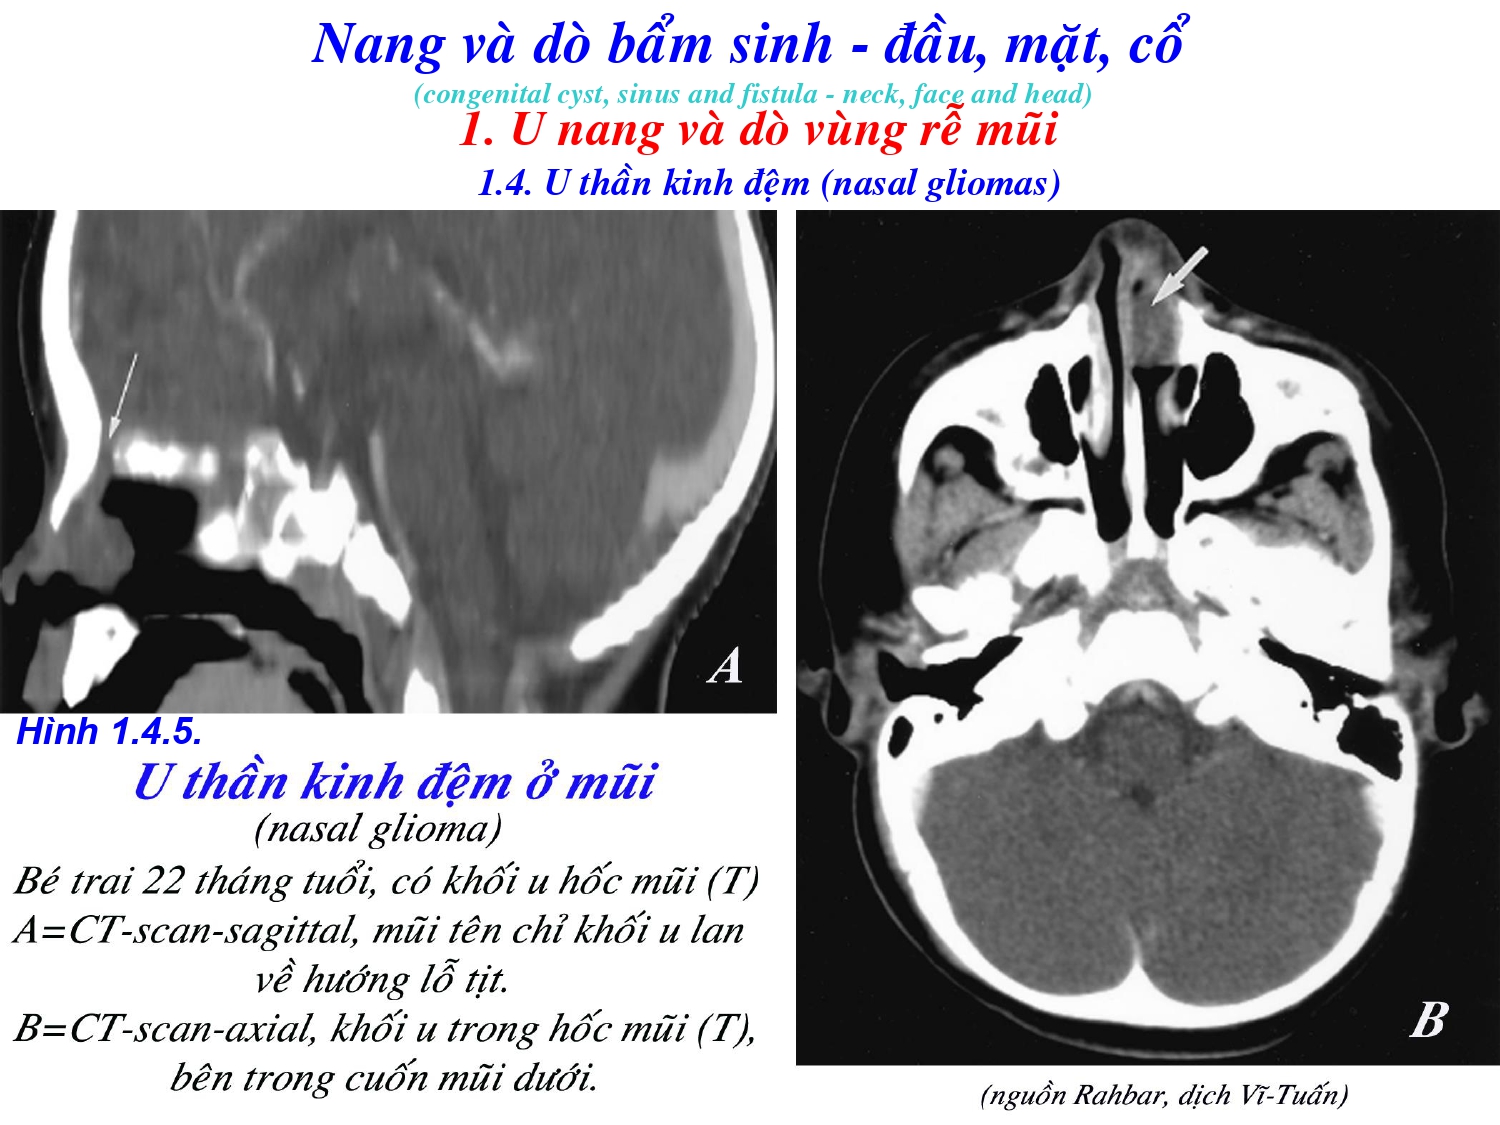 Nang và dò bẩm sinh - đầu, mặt, cổ
(congenital cyst, sinus and fistula - neck, face and head)
1. U nang và dò vùng rễ mũi
1.4. U thần kinh đệm (nasal gliomas)
A
B
Hình 1.4.5.
U thần kinh đệm ở mũi
(nasal glioma)
Bé trai 22 tháng tuổi, có khối u hốc mũi (T)
A=CT-scan-sagittal, mũi tên chỉ khối u lan
về hướng lỗ tịt.
B=CT-scan-axial, khối u trong hốc mũi (T),
bên trong cuốn mũi dưới.
(nguồn Rahbar, dịch Vĩ-Tuấn)